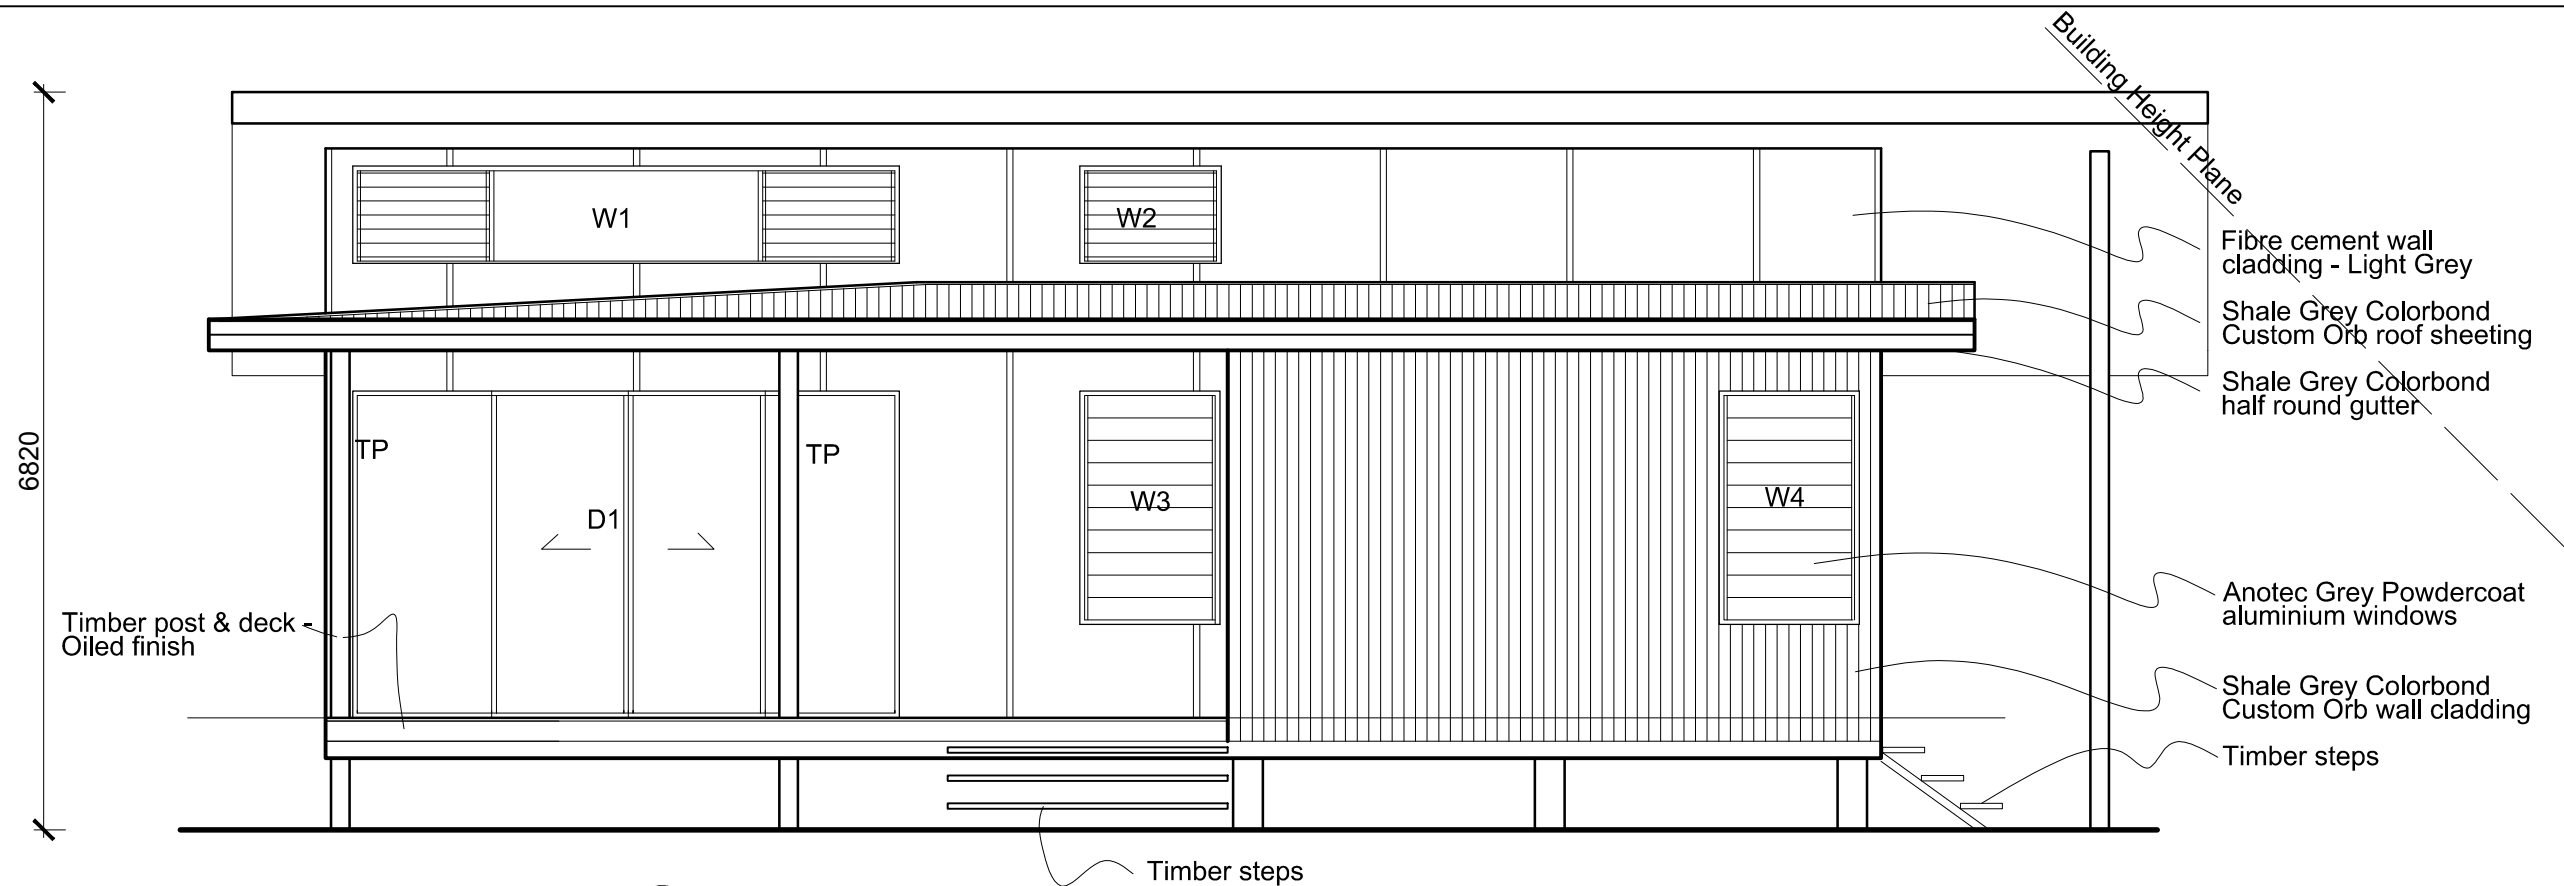 Building Height Plane
W1
W2
Fibre cement wall
cladding - Light Grey
Shale Grey Colorbond
Custom Orb roof sheeting
Shale Grey Colorbond
half round gutter
6820
TP
TP
D1
W3
W4
Anotec Grey Powdercoat
aluminium windows
Timber post & deck -
Oiled finish
Shale Grey Colorbond
Custom Orb wall cladding
Timber steps
Timber steps